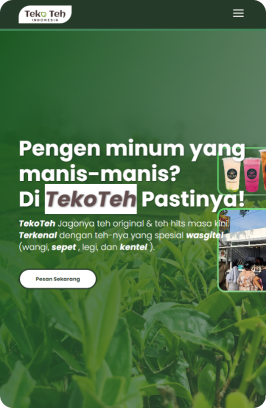 Teko Teh
INDONESIA
Pengen minum yang
manis-manis?
Di TekoTeh Pastinya!
TekoTeh Jagonya teh original & teh hits masa kini.
Terkenal dengan teh-nya yang spesial wasgitel -
(wangi, sepet , legi, dan kentel ).
Pesan Sekarang